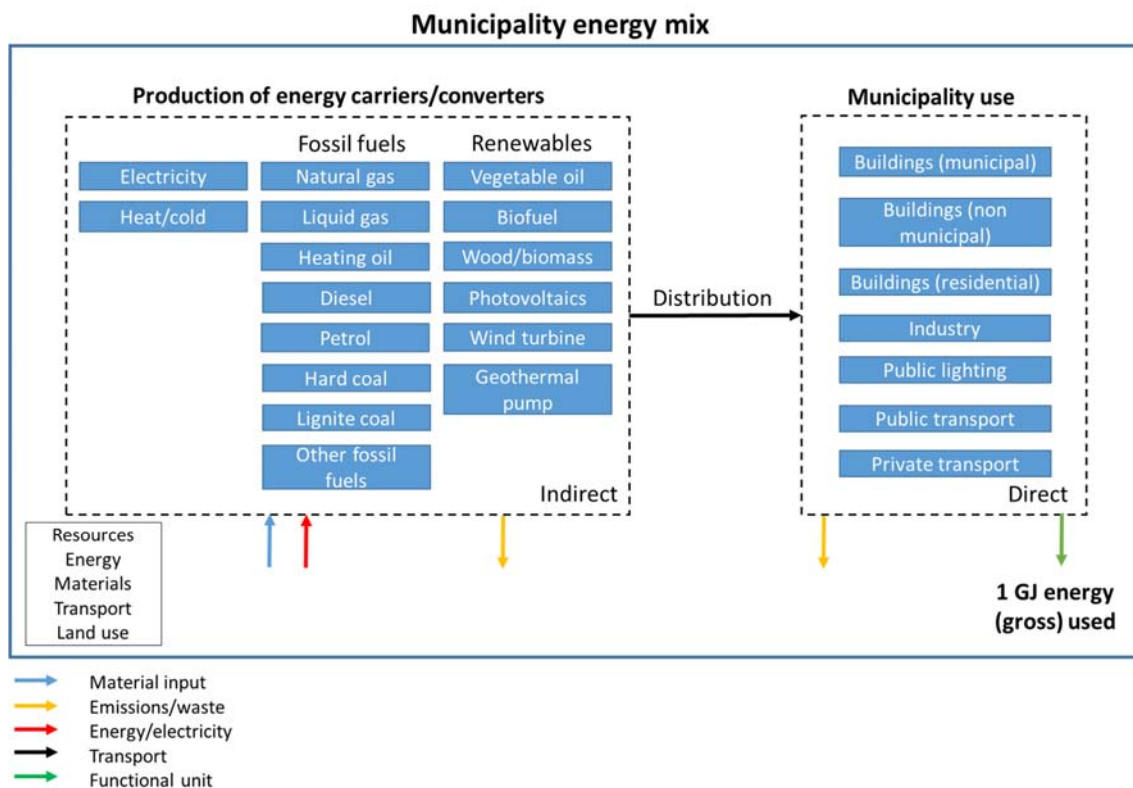 Municipality energy mix
Production of energy carriers/converters
Fossil fuels
Renewables
Electricity
Heat/cold
Natural gas
Liquid gas
Heating oil
Diesel
Petrol
Hard coal
Lignite coal
Other fossil
fuels
Vegetable oil
Biofuel
Wood/biomass
Photovoltaics
Wind turbine
Geothermal
pump
Indirect
Distribution
Municipality use
Buildings (municipal)
Buildings (non
municipal)
Buildings (residential)
Industry
Public lighting
Public transport
Private transport
Direct
Resources
Energy
Materials
Transport
Land use
1 GJ energy
(gross) used
Material input
Emissions/waste
Energy/electricity
Transport
Functional unit